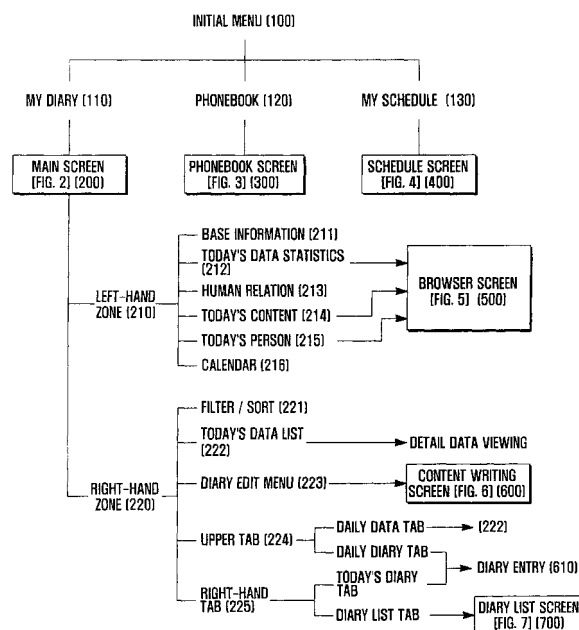 INITIAL MENU (100)
MY DIARY (110) PHONEBOOK (120) MY SCHEDULE (130)
MAIN SCREEN
[FIG. 2] (200)
PHONEBOOK SCREEN
[FIG. 3] (300)
SCHEDULE SCREEN
[FIG. 4] (400)
LEFT-HAND
ZONE (210)
BASE INFORMATION (211)
TODAY'S DATA STATISTICS
(212)
HUMAN RELATION (213)
TODAY'S CONTENT (214)
TODAY'S PERSON (215)
CALENDAR (216)
BROWSER SCREEN
[FIG. 5] (500)
RIGHT-HAND
ZONE (220)
FILTER / SORT (221)
TODAY'S DATA LIST
(222)
DETAIL DATA VIEWING
DIARY EDIT MENU (223)
CONTENT WRITING
SCREEN [FIG. 6] (600)
UPPER TAB (224)
DAILY DATA TAB
(222)
DAILY DIARY TAB
RIGHT-HAND
TAB (225)
TODAY'S DIARY
TAB
DIARY ENTRY (610)
DIARY LIST TAB
DIARY LIST SCREEN
[FIG. 7] (700)